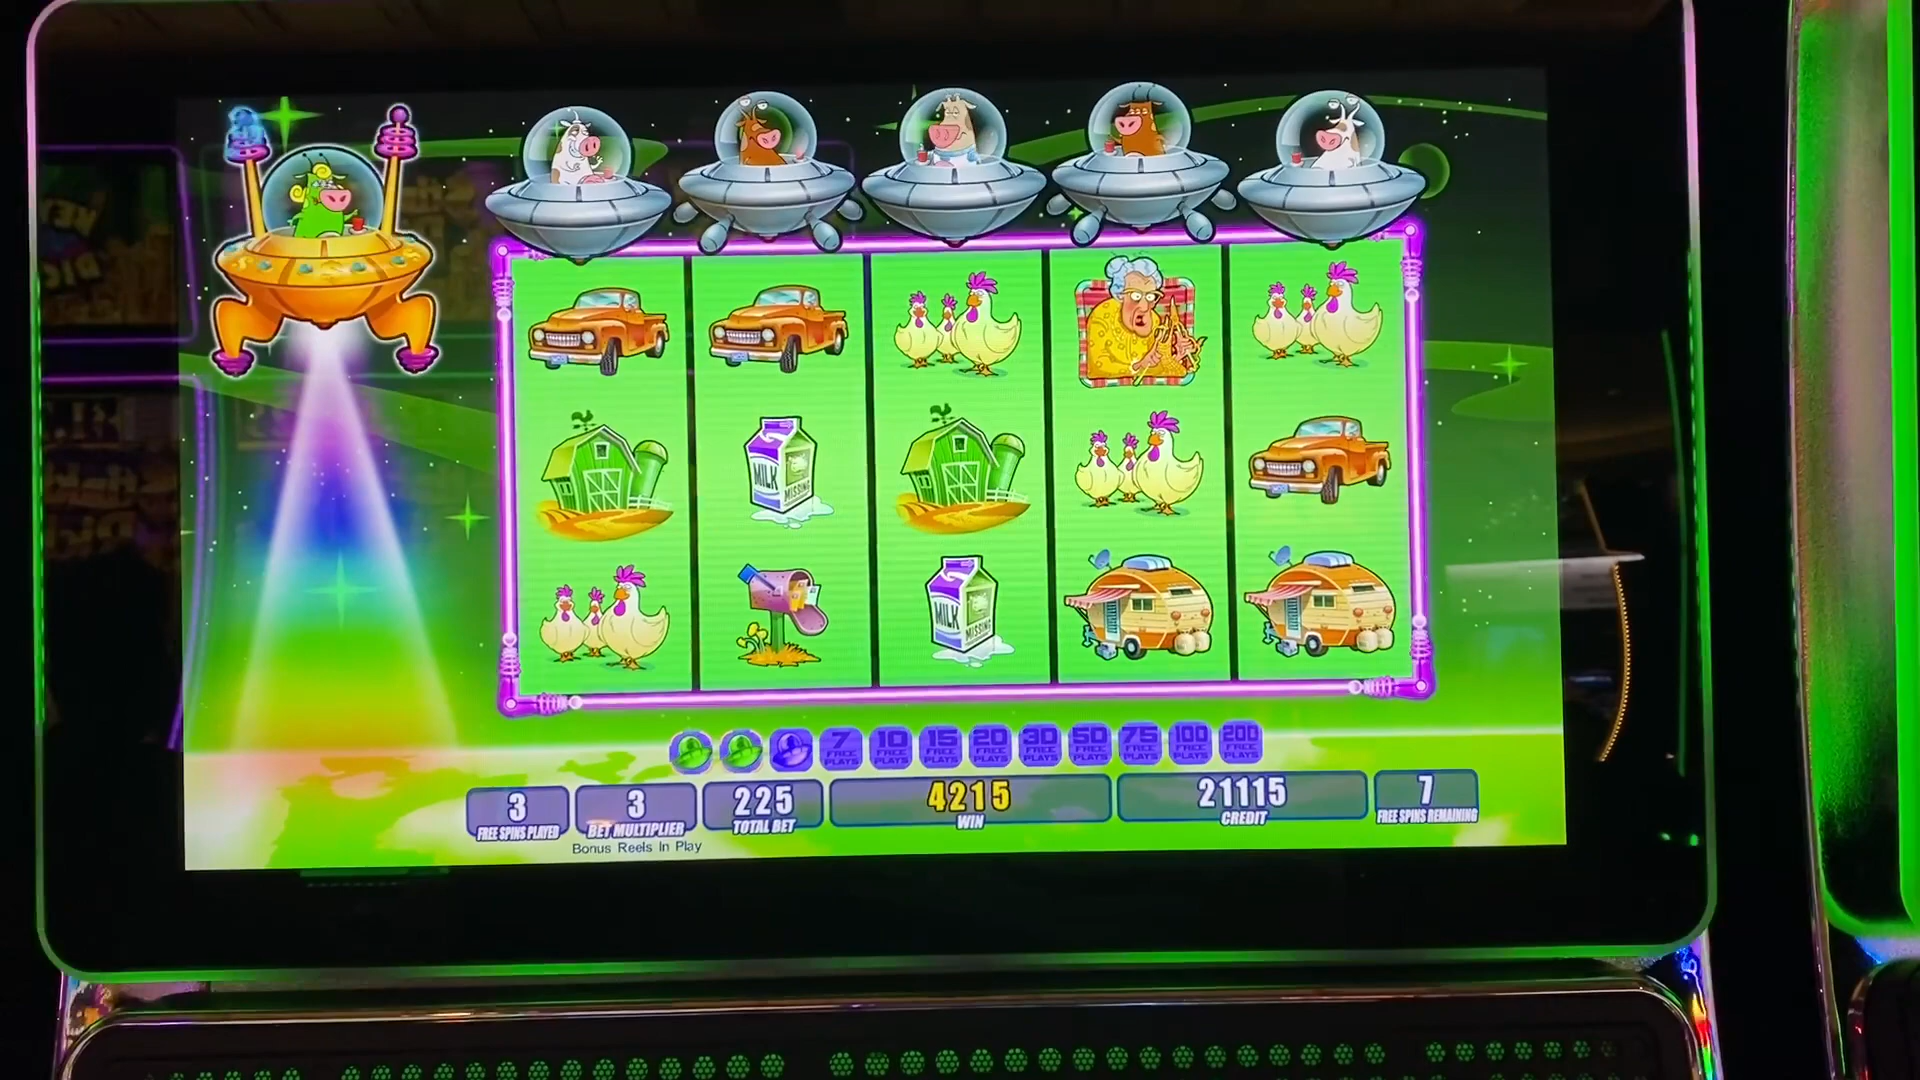 MILK
MISSING
MILK
MISSING
7 FREE PLAYS
10 FREE PLAYS
15 FREE PLAYS
20 FREE PLAYS
30 FREE PLAYS
50 FREE PLAYS
75 FREE PLAYS
100 FREE PLAYS
200 FREE PLAYS
3
FREE SPINS PLAYED
3
BET MULTIPLIER
225
TOTAL BET
4215
WIN
21115
CREDIT
7
FREE SPINS REMAINING
Bonus Reels In Play